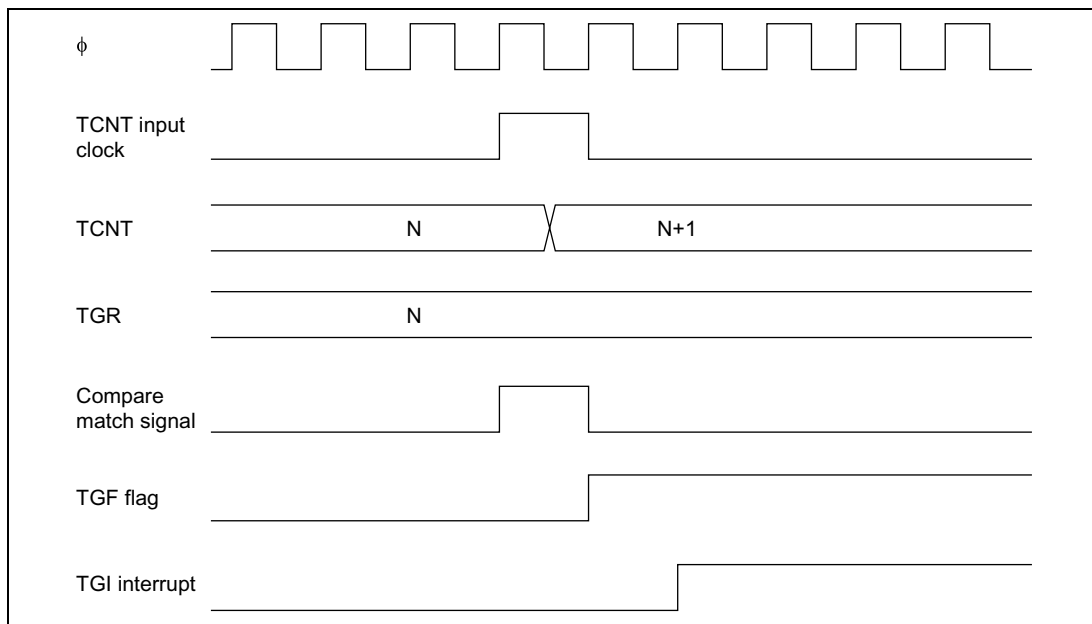 ϕ
TCNT input
clock
TCNT
N
N+1
TGR
N
Compare
match signal
TGF flag
TGI interrupt